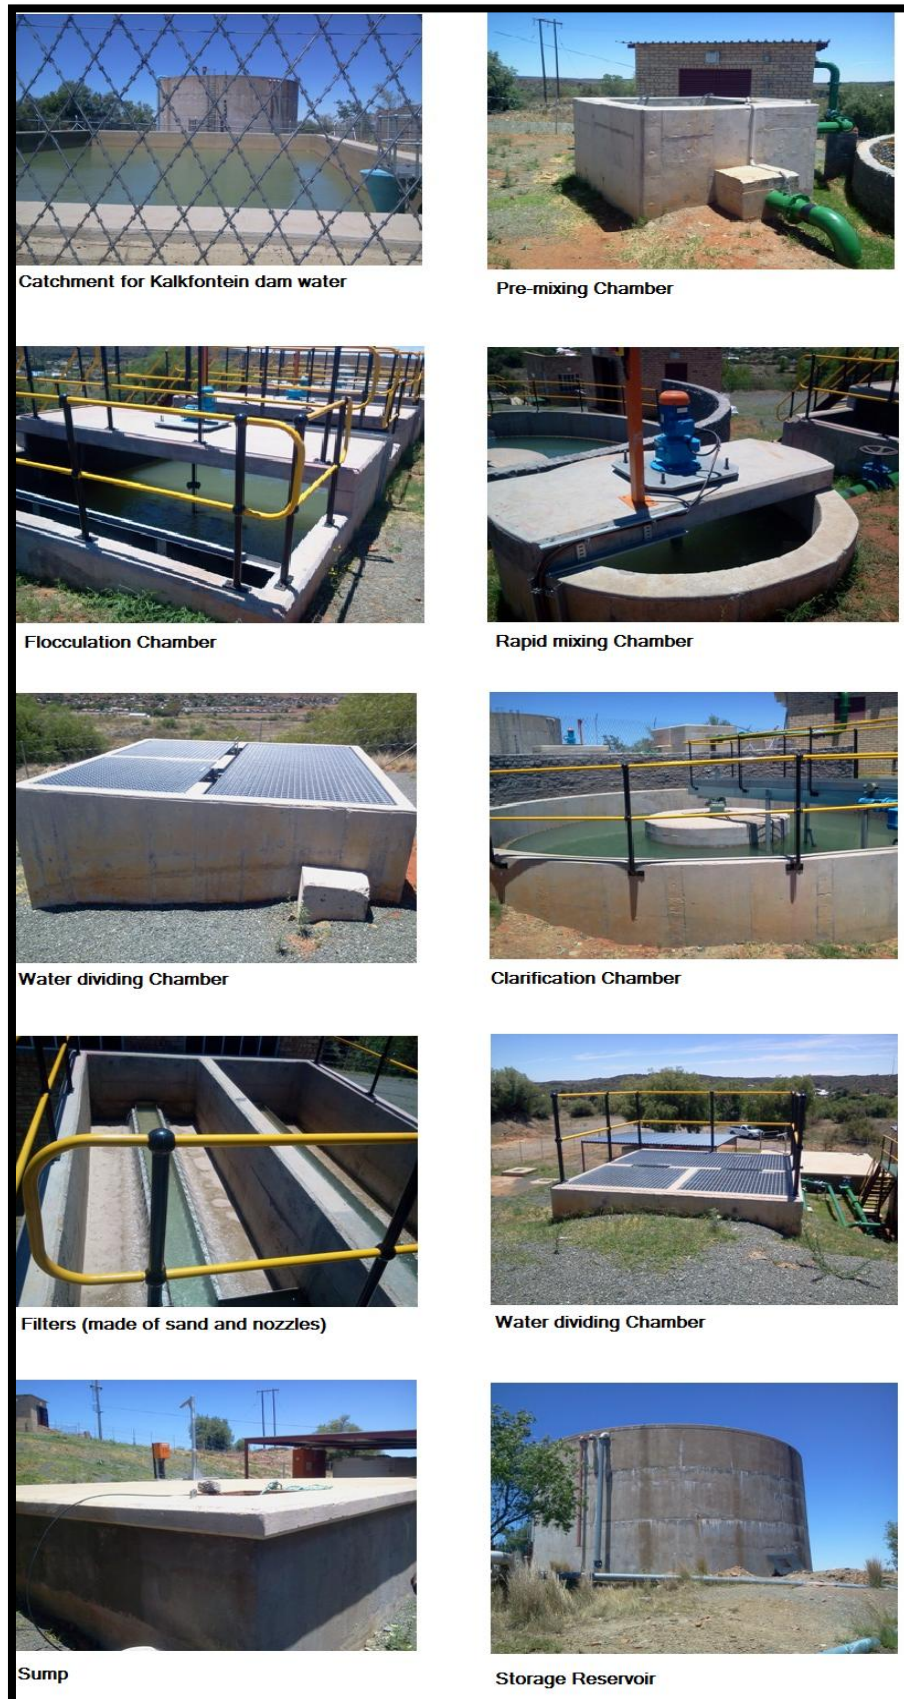 Catchment for Kalkfontein dam water
Pre-mixing Chamber
Flocculation Chamber
Rapid mixing Chamber
Water dividing Chamber
Clarification Chamber
Filters (made of sand and nozzles)
Water dividing Chamber
Sump
Storage Reservoir